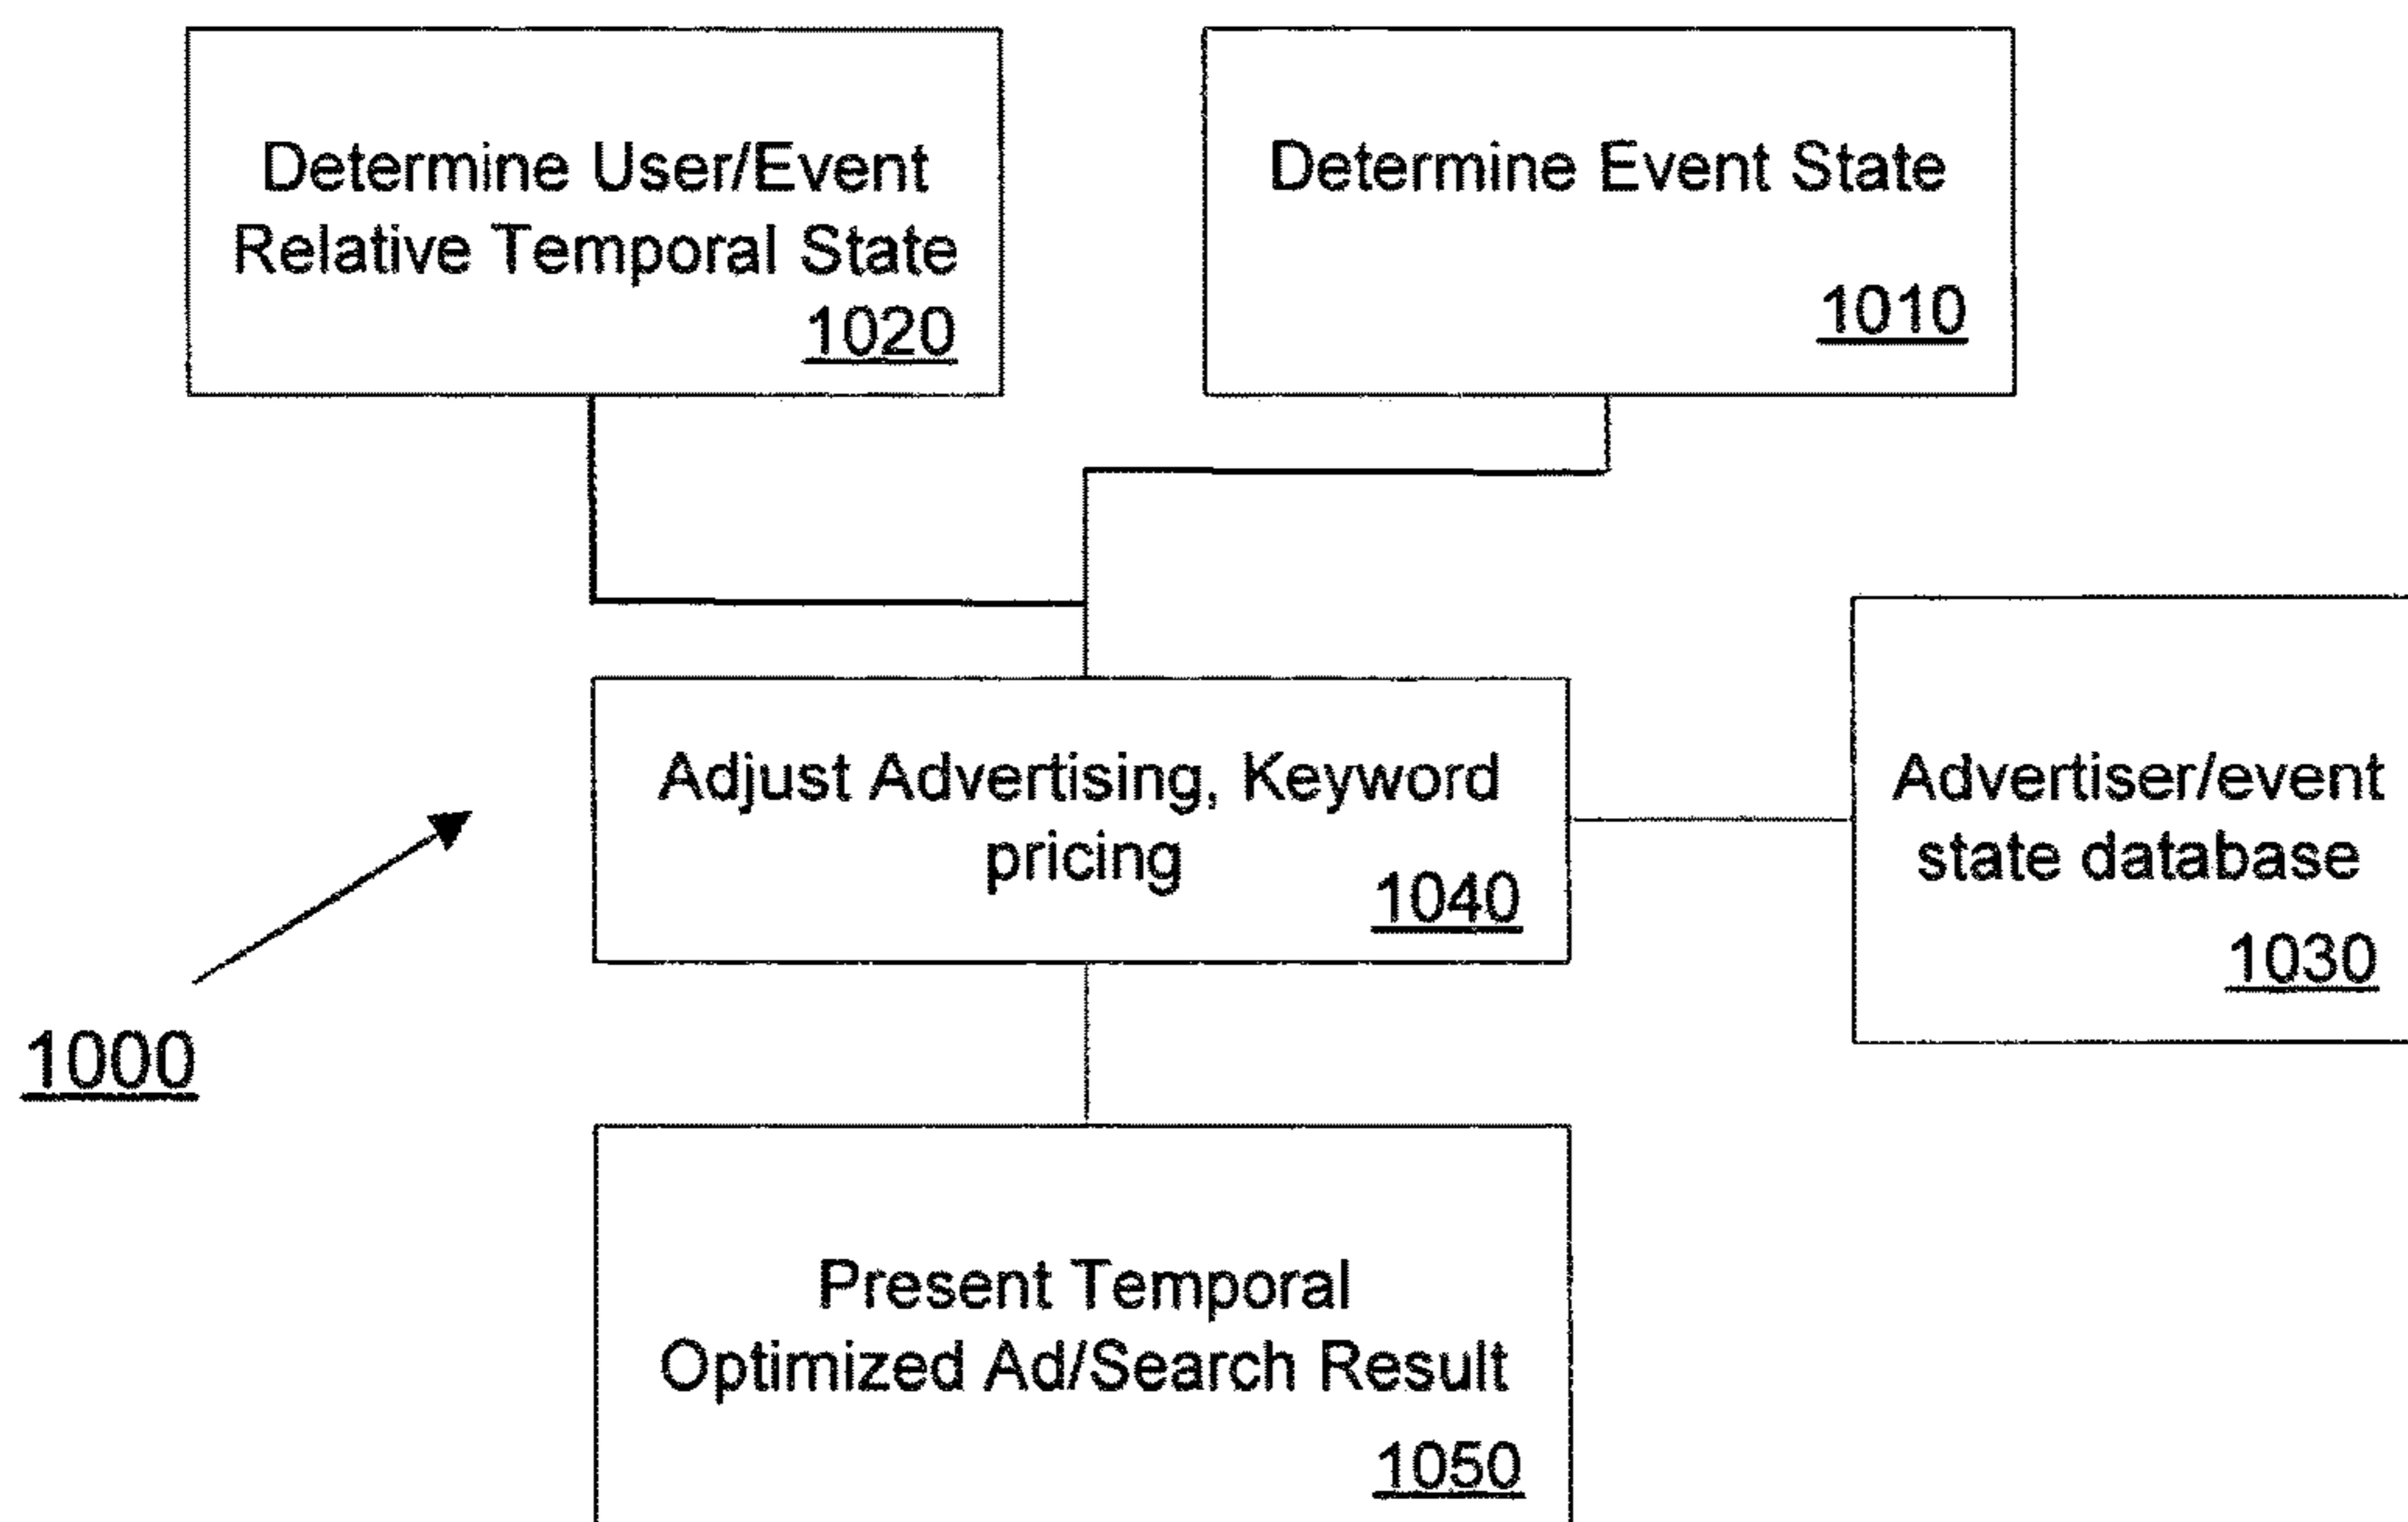 Determine User/Event
Relative Temporal State
1020
Determine Event State
1010
Adjust Advertising, Keyword
pricing
1040
Advertiser/event
state database
1030
1000
Present Temporal
Optimized Ad/Search Result
1050